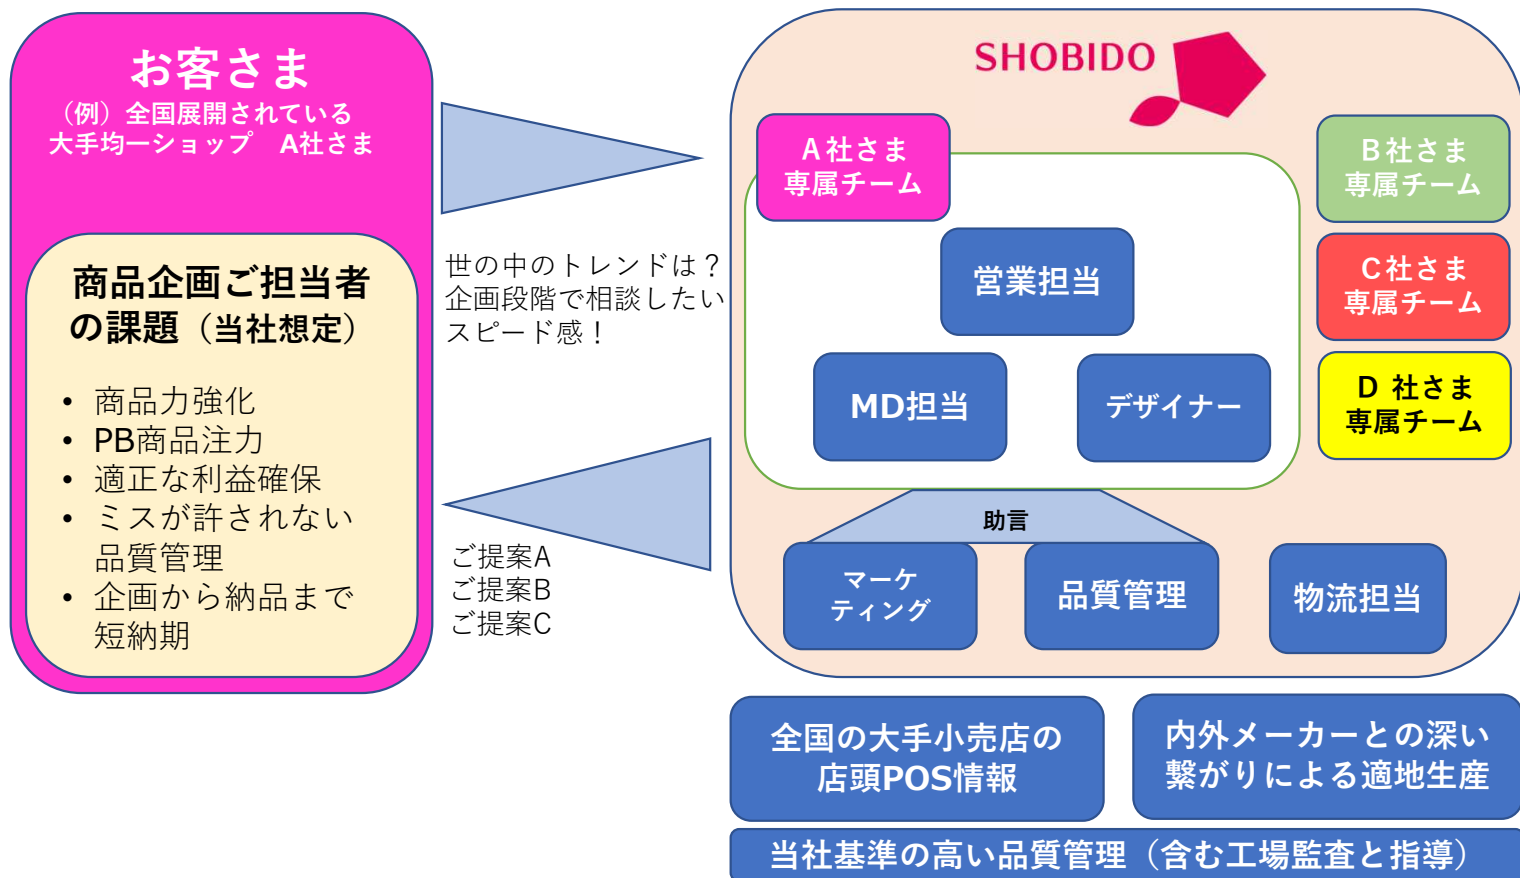 お客さま
（例）全国展開されている
大手均一ショップ　A社さま
商品企画ご担当者
の課題（当社想定）
• 商品力強化
• PB商品注力
• 適正な利益確保
• ミスが許されない
品質管理
• 企画から納品まで
短納期
世の中のトレンドは？
企画段階で相談したい
スピード感！
ご提案A
ご提案B
ご提案C
SHOBIDO
A社さま
専属チーム
B社さま
専属チーム
C社さま
専属チーム
D 社さま
専属チーム
営業担当
MD担当
デザイナー
助言
マーケ
ティング
品質管理
物流担当
全国の大手小売店の
店頭POS情報
内外メーカーとの深い
繋がりによる適地生産
当社基準の高い品質管理（含む工場監査と指導）